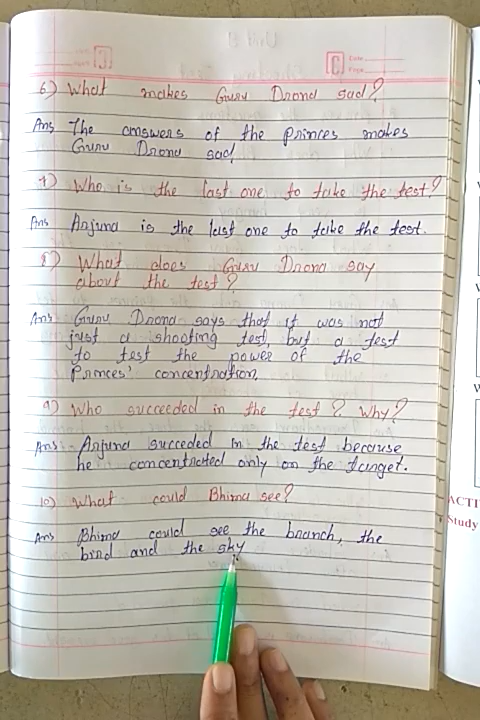 6) What makes Guru Drona sad?
Ans The answers of the princes makes
Guru Drona sad.
7) Who is the last one to take the test?
Ans Arjuna is the last one to take the test.
8) What does Guru Drona say
about the test?
Ans Guru Drona says that it was not
just a shooting test, but a test
to test the power of the
Princes' concentration.
9) Who succeeded in the test? Why?
Ans:- Arjuna succeded in the test because
he concentrated only on the target.
10) What could Bhima see?
Ans Bhima could see the branch, the
bird and the sky
ACTI
Study